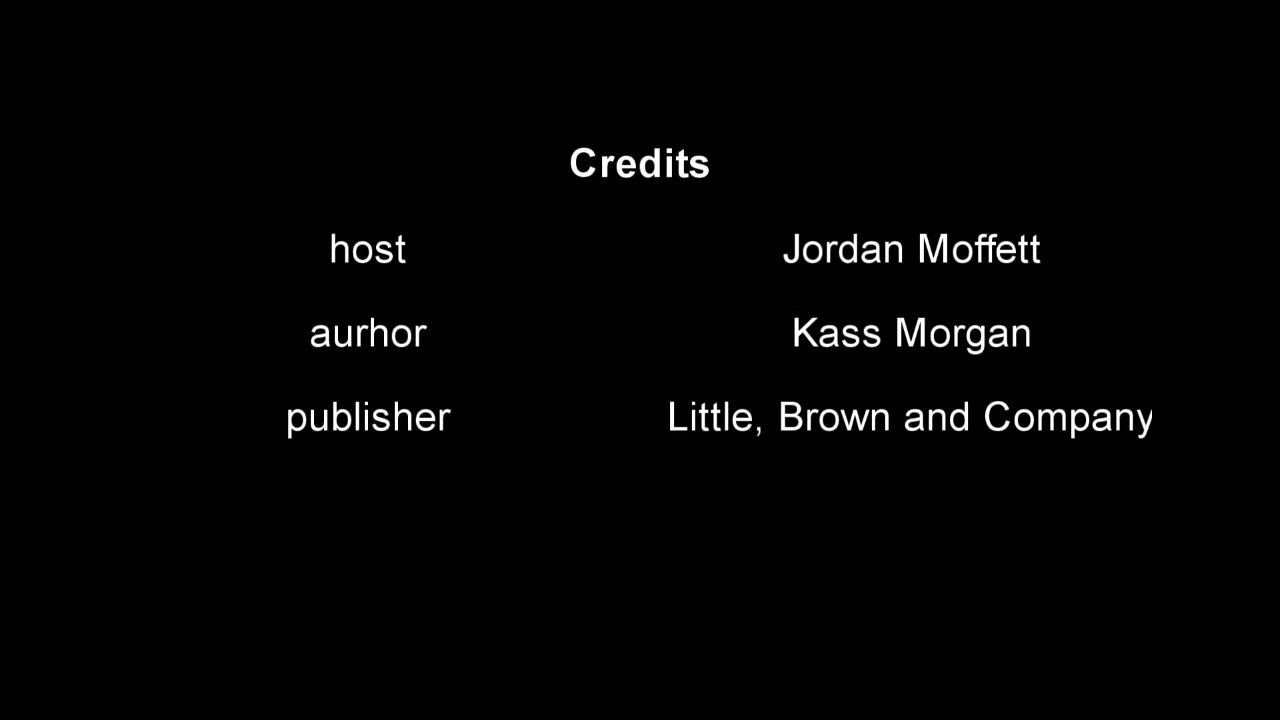 Credits
host Jordan Moffett
aurhor Kass Morgan
publisher Little, Brown and Company